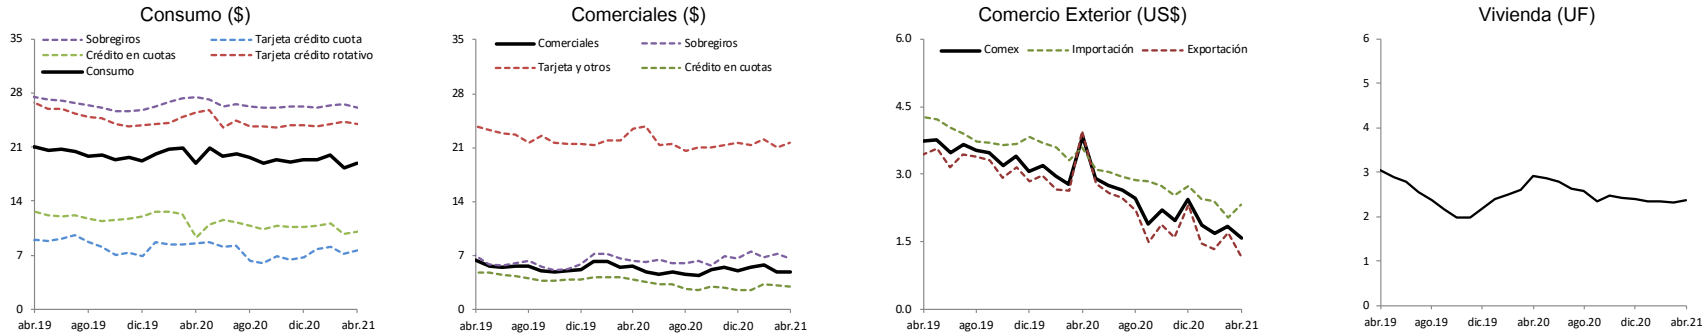 Consumo ($)
35
28
21
14
7
0
Sobregiros
Tarjeta crédito cuota
Crédito en cuotas
Tarjeta crédito rotativo
Consumo
abr.19
ago.19
dic.19
abr.20
ago.20
dic.20
abr.21
Comerciales ($)
35
28
21
14
7
0
Comerciales
Sobregiros
Tarjeta y otros
Crédito en cuotas
abr.19
ago.19
dic.19
abr.20
ago.20
dic.20
abr.21
Comercio Exterior (US$)
6.0
4.5
3.0
1.5
0.0
Comex
Importación
Exportación
abr.19
ago.19
dic.19
abr.20
ago.20
dic.20
abr.21
Vivienda (UF)
6
5
4
3
2
1
0
abr.19
ago.19
dic.19
abr.20
ago.20
dic.20
abr.21